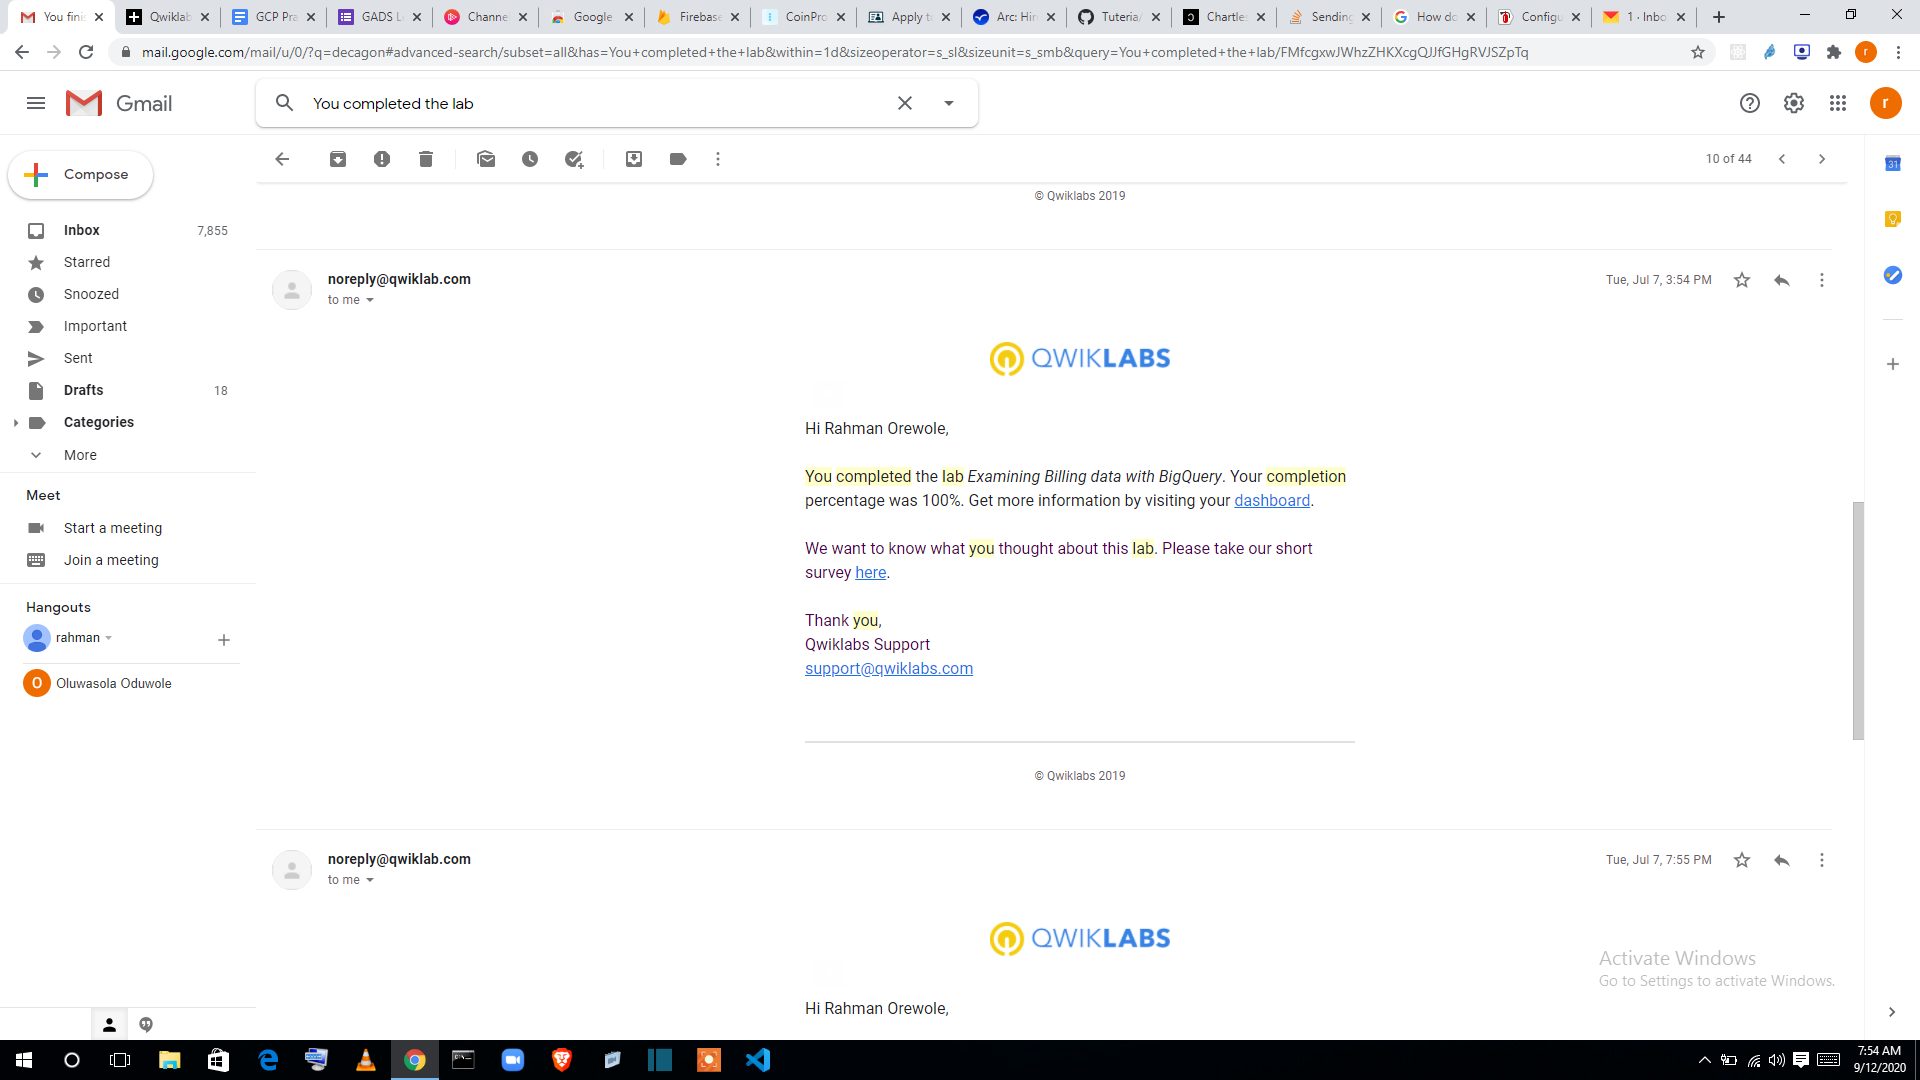 You fini
Qwiklab
GCP Pra
GADS L
Channel
Google
Firebase
CoinPro
Apply to
Arc: Hir
Tuteria/
Chartle
Sending
How do
Config
1 · Inbo
mail.google.com/mail/u/0/?q=decagon#advanced-search/subset=all&has=You+completed+the+lab&within=1d&sizeoperator=s_sl&sizeunit=s_smb&query=You+completed+the+lab/FMfcgxwJWhzZHKXcgQJJfGHgRVJSZpTq
r
Gmail
You completed the lab
r
Compose
10 of 44
31
Inbox 7,855
Starred
Snoozed
Important
Sent
Drafts 18
Categories
More
Meet
Start a meeting
Join a meeting
Hangouts
rahman
O Oluwasola Oduwole
© Qwiklabs 2019
noreply@qwiklab.com
Tue, Jul 7, 3:54 PM
to me
QWIKLABS
Hi Rahman Orewole,
You completed the lab Examining Billing data with BigQuery. Your completion
percentage was 100%. Get more information by visiting your dashboard.
We want to know what you thought about this lab. Please take our short
survey here.
Thank you,
Qwiklabs Support
support@qwiklabs.com
© Qwiklabs 2019
noreply@qwiklab.com
Tue, Jul 7, 7:55 PM
to me
QWIKLABS
Hi Rahman Orewole,
Activate Windows
Go to Settings to activate Windows.
7:54 AM
9/12/2020